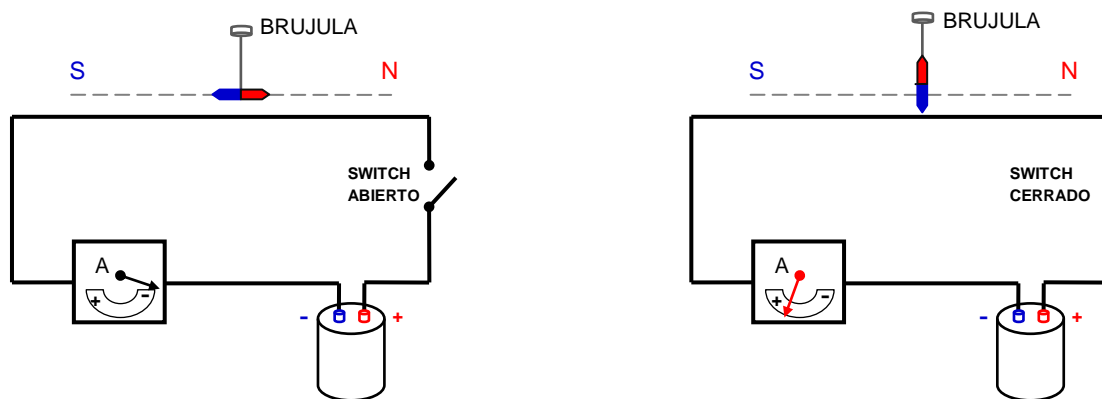 BRUJULA
S N
SWITCH
ABIERTO
A
+ -
- +
BRUJULA
S N
SWITCH
CERRADO
A
+ -
- +